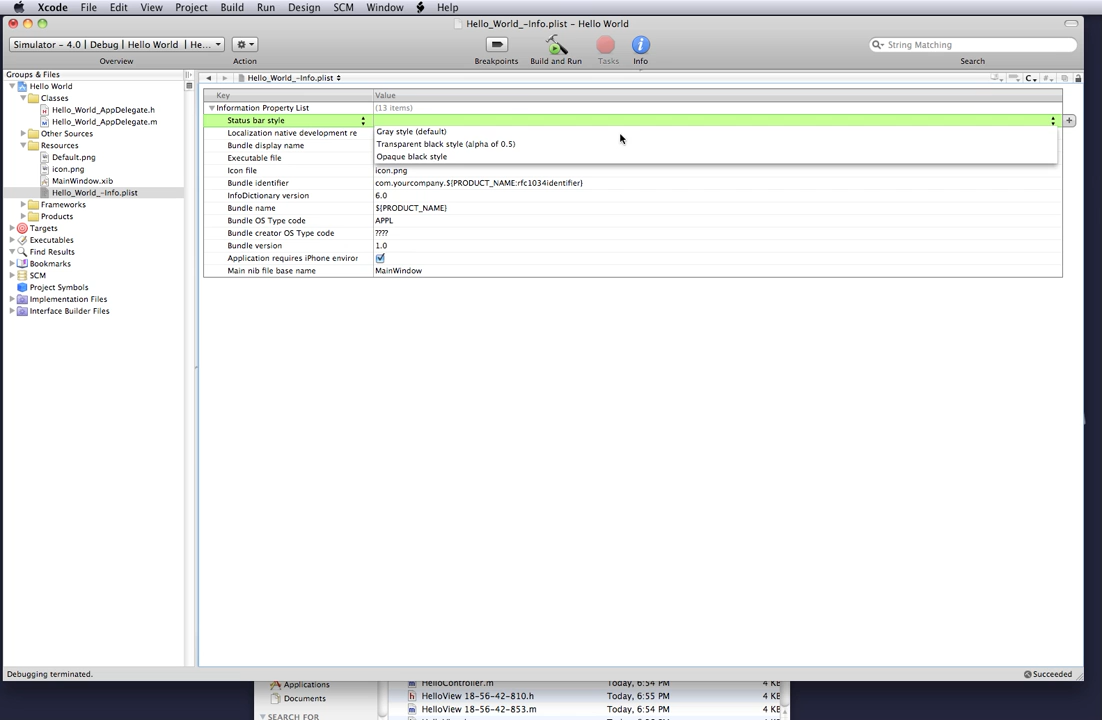 Xcode File Edit View Project Build Run Design SCM Window Help
Hello_World_-Info.plist - Hello World
Simulator - 4.0 | Debug | Hello World | He...
String Matching
Overview Action Breakpoints Build and Run Tasks Info Search
Groups & Files
Hello World
Classes
Hello_World_AppDelegate.h
Hello_World_AppDelegate.m
Other Sources
Resources
Default.png
icon.png
MainWindow.xib
Hello_World_-Info.plist
Frameworks
Products
Targets
Executables
Find Results
Bookmarks
SCM
Project Symbols
Implementation Files
Interface Builder Files
Hello_World_-Info.plist
Key Value
Information Property List (13 items)
Status bar style
Localization native development re
Bundle display name
Executable file
Gray style (default)
Transparent black style (alpha of 0.5)
Opaque black style
Icon file icon.png
Bundle identifier com.yourcompany.${PRODUCT_NAME:rfc1034identifier}
InfoDictionary version 6.0
Bundle name ${PRODUCT_NAME}
Bundle OS Type code APPL
Bundle creator OS Type code ????
Bundle version 1.0
Application requires iPhone environ
Main nib file base name MainWindow
Debugging terminated. Succeeded
Applications
Documents
SEARCH FOR
HelloController.m Today, 6:54 PM 4 KB
HelloView 18-56-42-810.h Today, 6:55 PM 4 KB
HelloView 18-56-42-853.m Today, 6:54 PM 4 KB